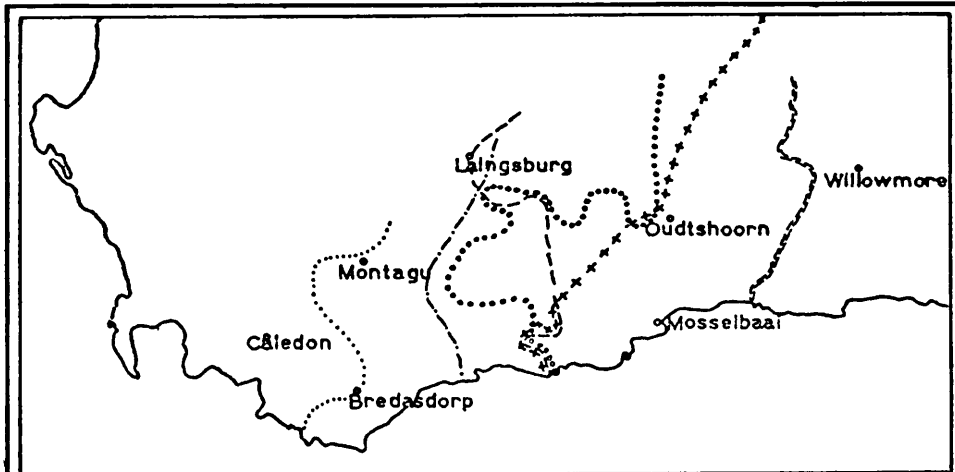 Laingsburg
Willowmore
Oudtshoorn
Montagu
Mosselbaai
Caledon
Bredasdorp